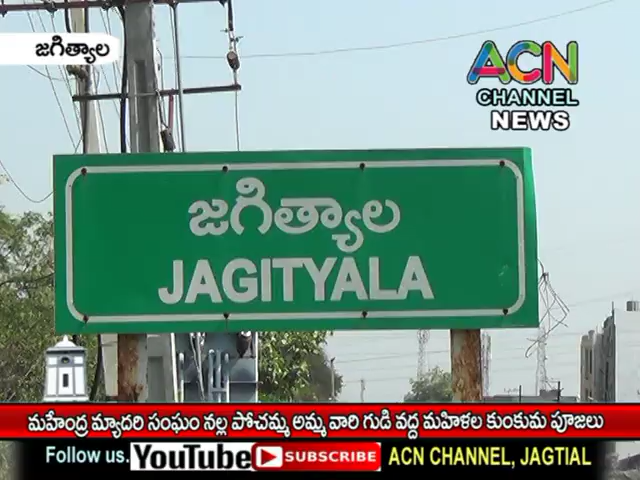 జగిత్యాల
ACN
CHANNEL
NEWS
జగిత్యాల
JAGITYALA
మహేంద్ర మ్యాదరి సంఘం నల్ల పోచమ్మ అమ్మ వారి గుడి వద్ద మహిళల కుంకుమ పూజలు
Follow us. YouTube SUBSCRIBE ACN CHANNEL, JAGTIAL